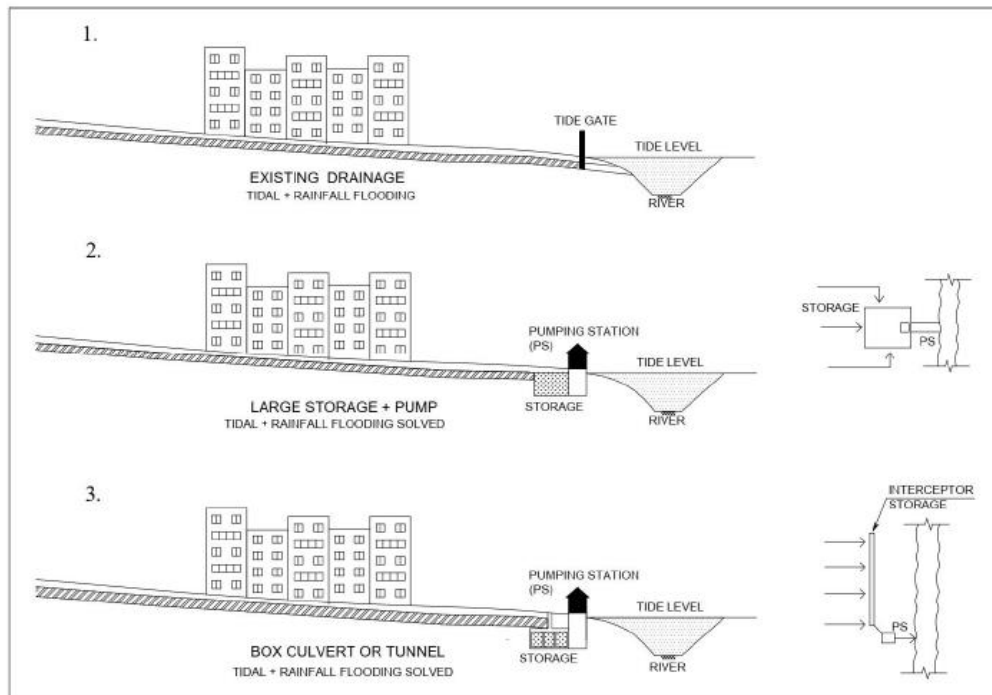 1.
TIDE GATE
TIDE LEVEL
EXISTING DRAINAGE
TIDAL + RAINFALL FLOODING
RIVER
2.
PUMPING STATION
(PS)
TIDE LEVEL
STORAGE
LARGE STORAGE + PUMP
TIDAL + RAINFALL FLOODING SOLVED
RIVER
STORAGE
PS
3.
PUMPING STATION
(PS)
TIDE LEVEL
BOX CULVERT OR TUNNEL
TIDAL + RAINFALL FLOODING SOLVED
STORAGE
RIVER
INTERCEPTOR
STORAGE
PS